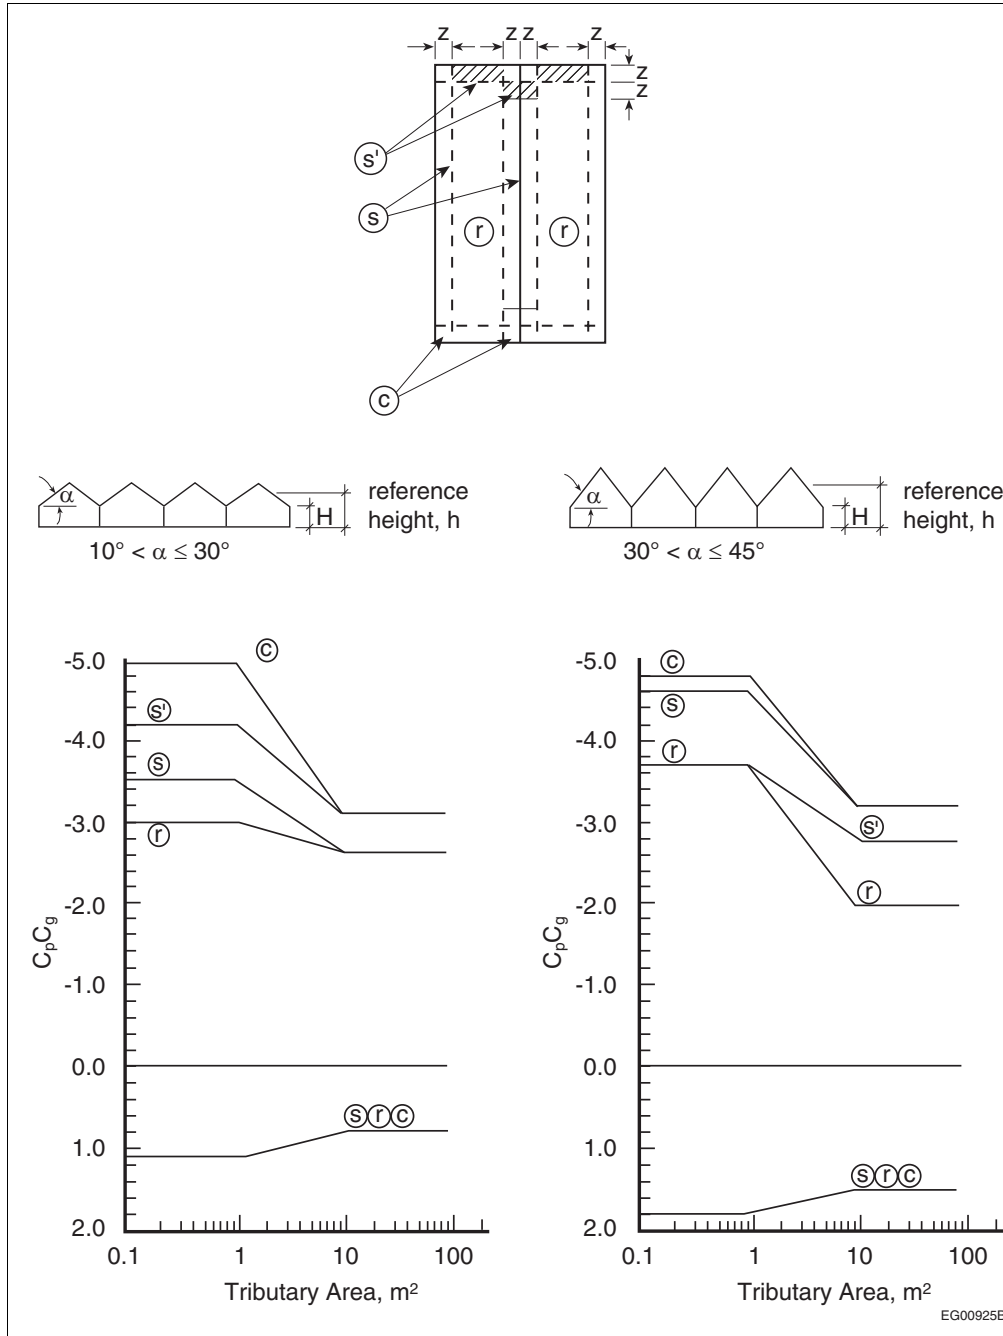 z z z z
z
z
s'
s
r r
c
α
H
reference
height, h
10° < α ≤ 30°
α
H
reference
height, h
30° < α ≤ 45°
-5.0
-4.0
-3.0
-2.0
-1.0
0.0
1.0
2.0
CpCg
c
s'
s
r
s r c
0.1 1 10 100
Tributary Area, m²
-5.0
-4.0
-3.0
-2.0
-1.0
0.0
1.0
2.0
CpCg
c
s
r
s'
r
s r c
0.1 1 10 100
Tributary Area, m²
EG00925B